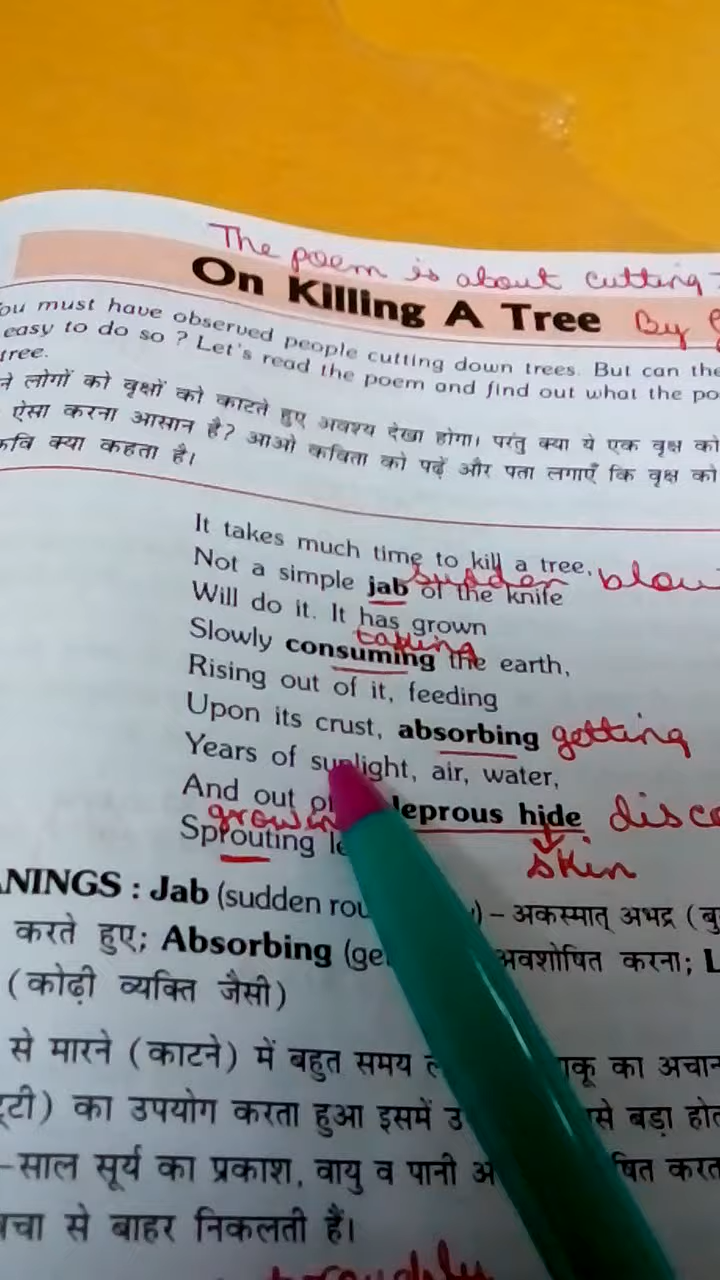 The poem is about cutting
On Killing A Tree By
You must have observed people cutting down trees. But can the
easy to do so ? Let's read the poem and find out what the po
tree.
ने लोगों को वृक्षों को काटते हुए अवश्य देखा होगा। परंतु क्या ये एक वृक्ष को
ऐसा करना आसान है? आओ कविता को पढ़ें और पता लगाएँ कि वृक्ष को
कवि क्या कहता है।
It takes much time to kill a tree,
sudden blow
Not a simple jab of the knife
Will do it. It has grown
taking
Slowly consuming the earth,
Rising out of it, feeding
Upon its crust, absorbing getting
Years of sunlight, air, water,
And out of leprous hide disco
growin
Sprouting le
skin
ANINGS : Jab (sudden rou ) – अकस्मात् अभद्र (बु
करते हुए; Absorbing (ge अवशोषित करना; L
(कोढ़ी व्यक्ति जैसी)
से मारने (काटने) में बहुत समय ल ाकू का अचान
ट्टी) का उपयोग करता हुआ इसमें उ से बड़ा होत
–साल सूर्य का प्रकाश, वायु व पानी अ षित करत
वचा से बाहर निकलती हैं।